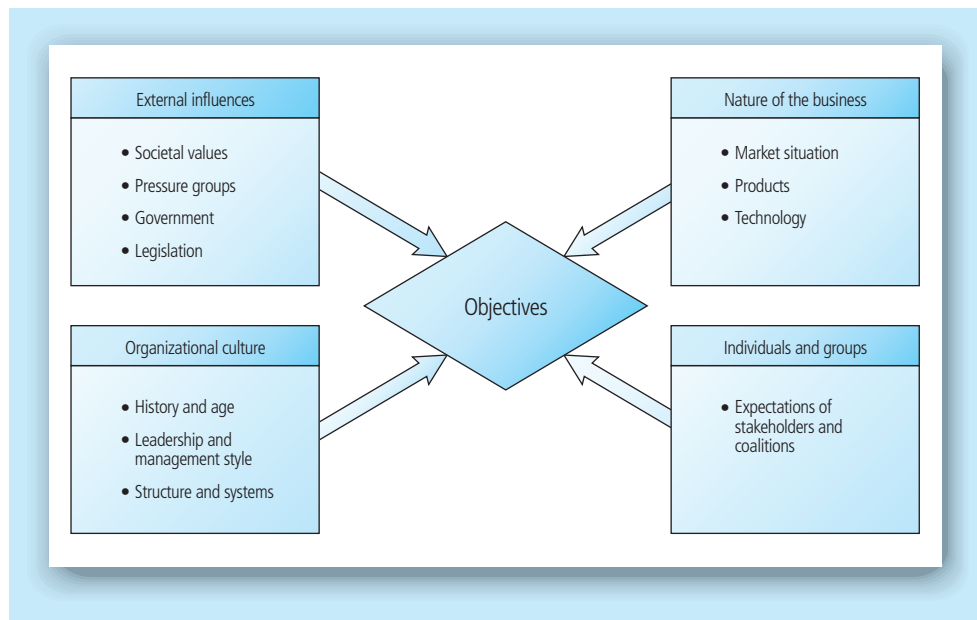 External influences
• Societal values
• Pressure groups
• Government
• Legislation
Nature of the business
• Market situation
• Products
• Technology
Objectives
Organizational culture
• History and age
• Leadership and
management style
• Structure and systems
Individuals and groups
• Expectations of
stakeholders and
coalitions